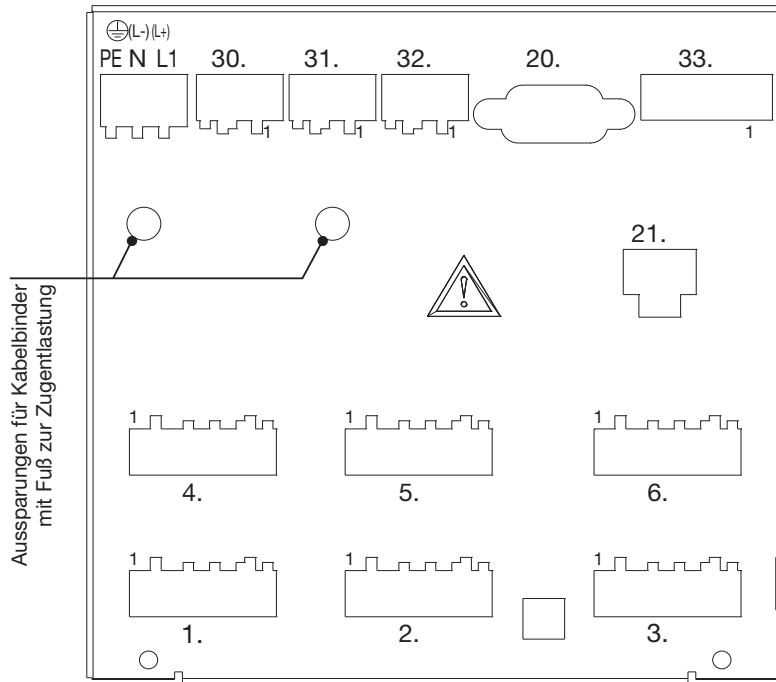 (L-) (L+)
PE N L1 30. 31. 32. 20. 33.
1 1 1 1
21.
Aussparungen für Kabelbinder
mit Fuß zur Zugentlastung
1 1 1
4. 5. 6.
1 1 1
1. 2. 3.